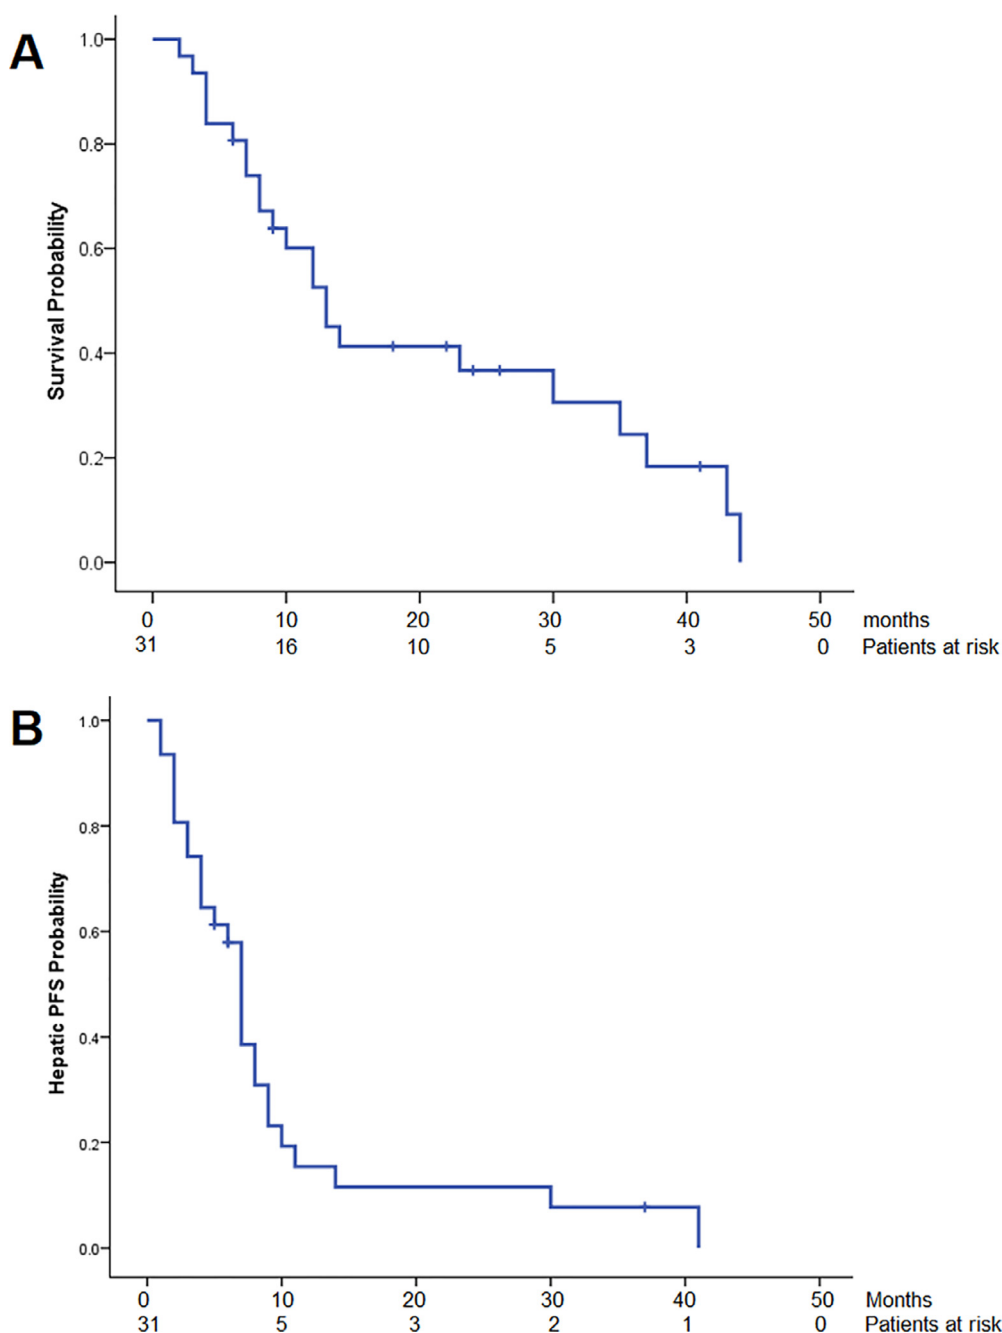 A
Survival Probability
1.0
0.8
0.6
0.4
0.2
0.0
0 10 20 30 40 50 months
31 16 10 5 3 0 Patients at risk
B
Hepatic PFS Probability
1.0
0.8
0.6
0.4
0.2
0.0
0 10 20 30 40 50 Months
31 5 3 2 1 0 Patients at risk